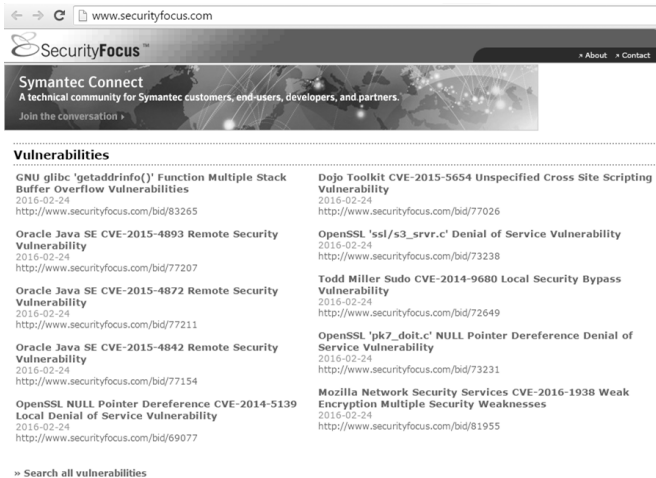 www.securityfocus.com
SecurityFocus™
About Contact
Symantec Connect
A technical community for Symantec customers, end-users, developers, and partners.
Join the conversation
Vulnerabilities
GNU glibc 'getaddrinfo()' Function Multiple Stack
Buffer Overflow Vulnerabilities
2016-02-24
http://www.securityfocus.com/bid/83265
Oracle Java SE CVE-2015-4893 Remote Security
Vulnerability
2016-02-24
http://www.securityfocus.com/bid/77207
Oracle Java SE CVE-2015-4872 Remote Security
Vulnerability
2016-02-24
http://www.securityfocus.com/bid/77211
Oracle Java SE CVE-2015-4842 Remote Security
Vulnerability
2016-02-24
http://www.securityfocus.com/bid/77154
OpenSSL NULL Pointer Dereference CVE-2014-5139
Local Denial of Service Vulnerability
2016-02-24
http://www.securityfocus.com/bid/69077
Dojo Toolkit CVE-2015-5654 Unspecified Cross Site Scripting
Vulnerability
2016-02-24
http://www.securityfocus.com/bid/77026
OpenSSL 'ssl/s3_srvr.c' Denial of Service Vulnerability
2016-02-24
http://www.securityfocus.com/bid/73238
Todd Miller Sudo CVE-2014-9680 Local Security Bypass
Vulnerability
2016-02-24
http://www.securityfocus.com/bid/72649
OpenSSL 'pk7_doit.c' NULL Pointer Dereference Denial of
Service Vulnerability
2016-02-24
http://www.securityfocus.com/bid/73231
Mozilla Network Security Services CVE-2016-1938 Weak
Encryption Multiple Security Weaknesses
2016-02-24
http://www.securityfocus.com/bid/81955
» Search all vulnerabilities